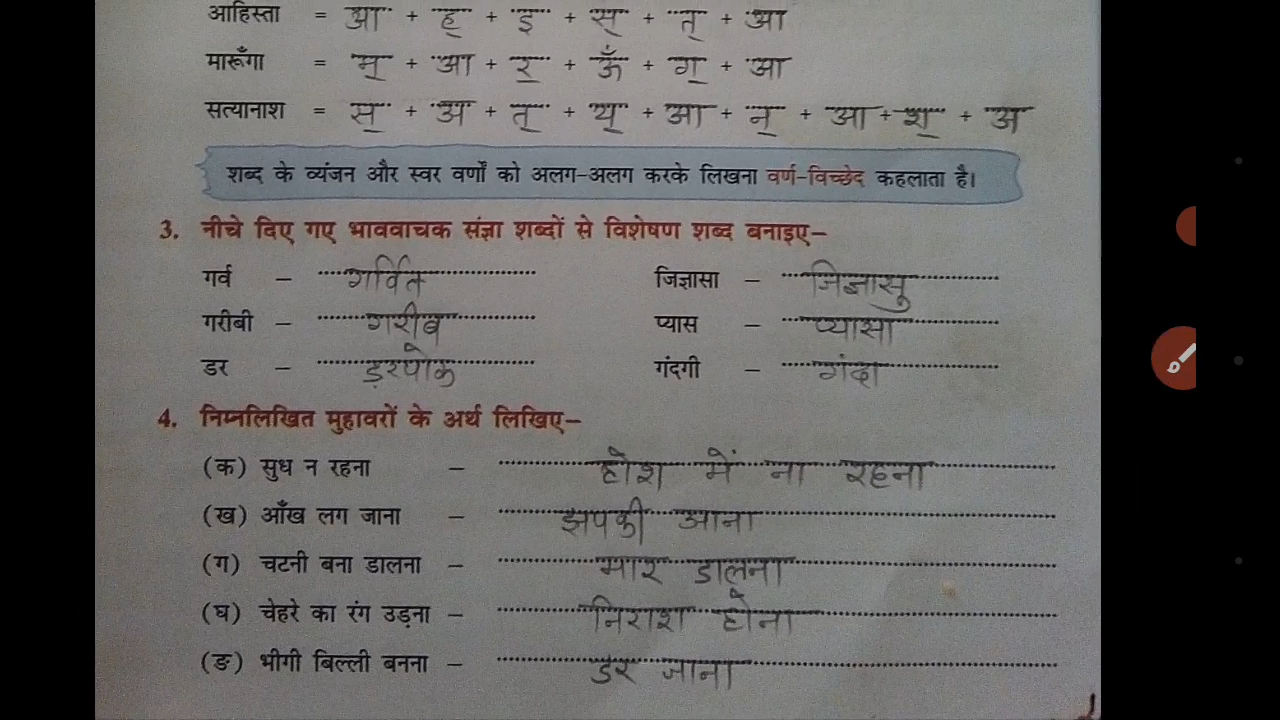 आहिस्ता = आ + ह् + इ + स् + त् + आ
मारूँगा = म् + आ + र् + ऊँ + ग् + आ
सत्यानाश = स् + अ + त् + य् + आ + न् + आ + श् + अ
शब्द के व्यंजन और स्वर वर्णों को अलग-अलग करके लिखना वर्ण-विच्छेद कहलाता है।
3. नीचे दिए गए भाववाचक संज्ञा शब्दों से विशेषण शब्द बनाइए–
गर्व – गर्वित जिज्ञासा – जिज्ञासु
गरीबी – गरीब प्यास – प्यासा
डर – ड़रपोक गंदगी – गंदा
4. निम्नलिखित मुहावरों के अर्थ लिखिए–
(क) सुध न रहना – होश में ना रहना
(ख) आँख लग जाना – झपकी आना
(ग) चटनी बना डालना – मार डालना
(घ) चेहरे का रंग उड़ना – निराश होना
(ङ) भीगी बिल्ली बनना – डर जाना